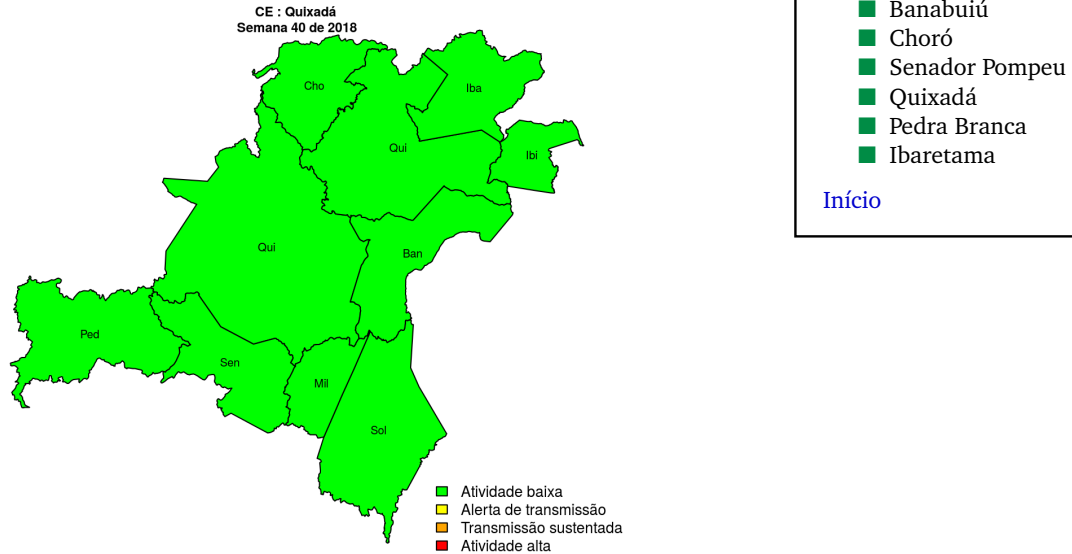 CE : Quixadá
Semana 40 de 2018
Cho
Iba
Qui
Ibi
Qui
Ban
Ped
Sen
Mil
Sol
Atividade baixa
Alerta de transmissão
Transmissão sustentada
Atividade alta
Banabuiú
Choró
Senador Pompeu
Quixadá
Pedra Branca
Ibaretama
Início